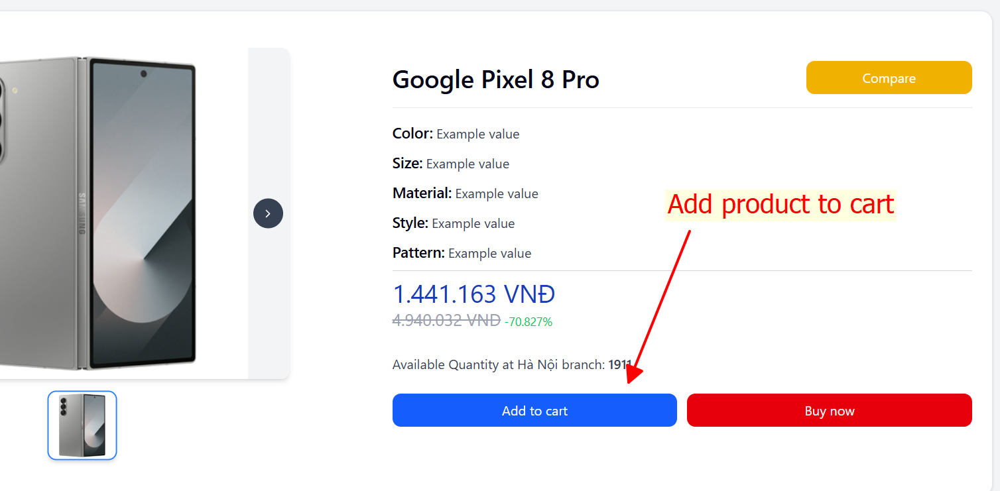 Google Pixel 8 Pro
Compare
Color: Example value
Size: Example value
Material: Example value
Add product to cart
Style: Example value
Pattern: Example value
1.441.163 VNĐ
4.940.032 VNĐ -70.827%
Available Quantity at Hà Nội branch: 1911
Add to cart
Buy now
SAMSUNG